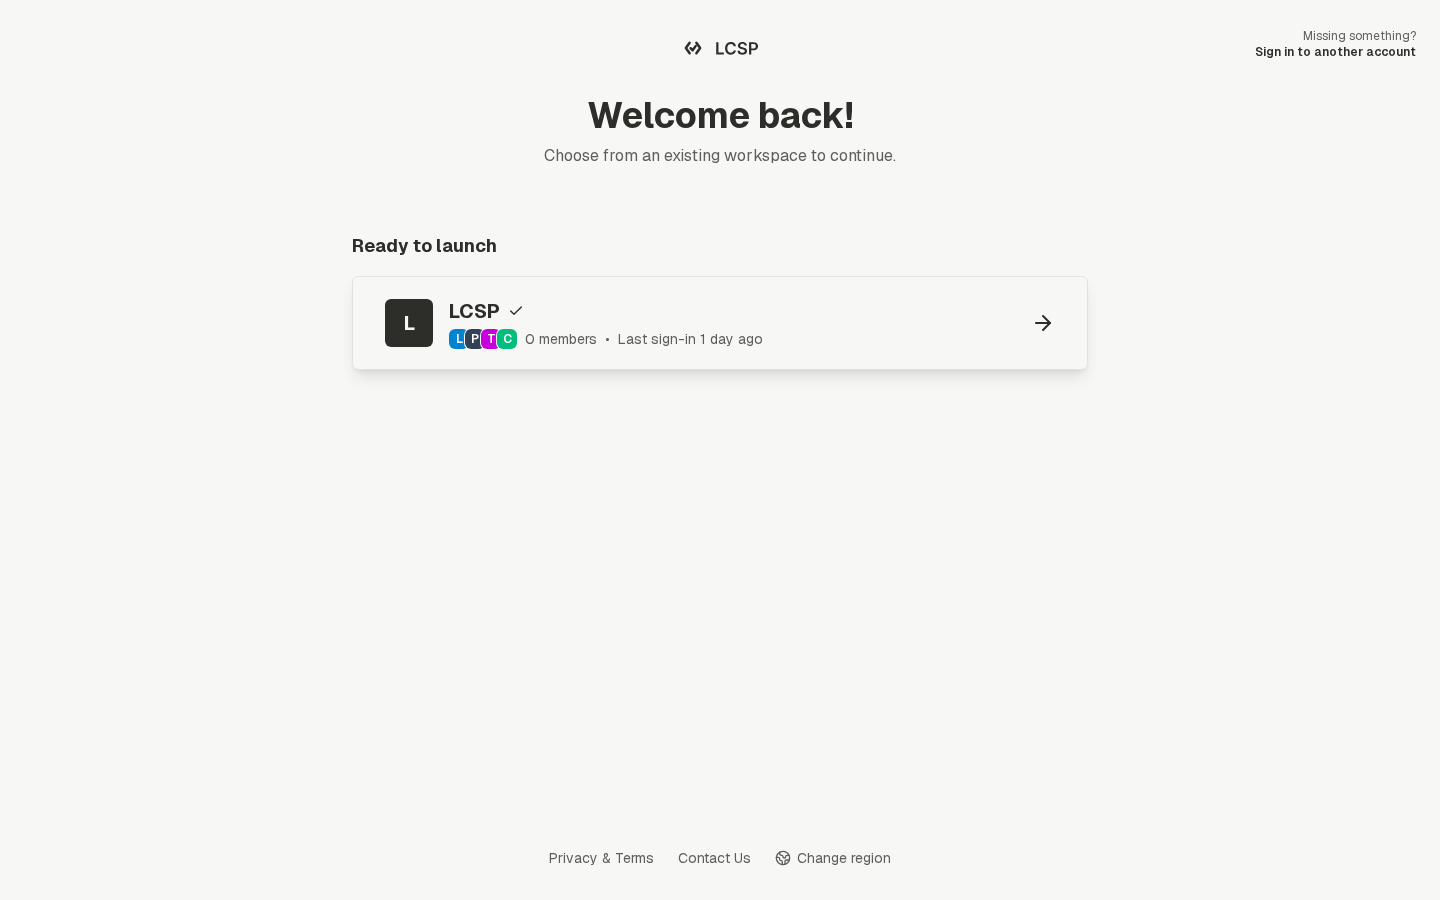 LCSP
Missing something?
Sign in to another account
Welcome back!
Choose from an existing workspace to continue.
Ready to launch
L
LCSP
L P T C 0 members • Last sign-in 1 day ago
Privacy & Terms Contact Us Change region